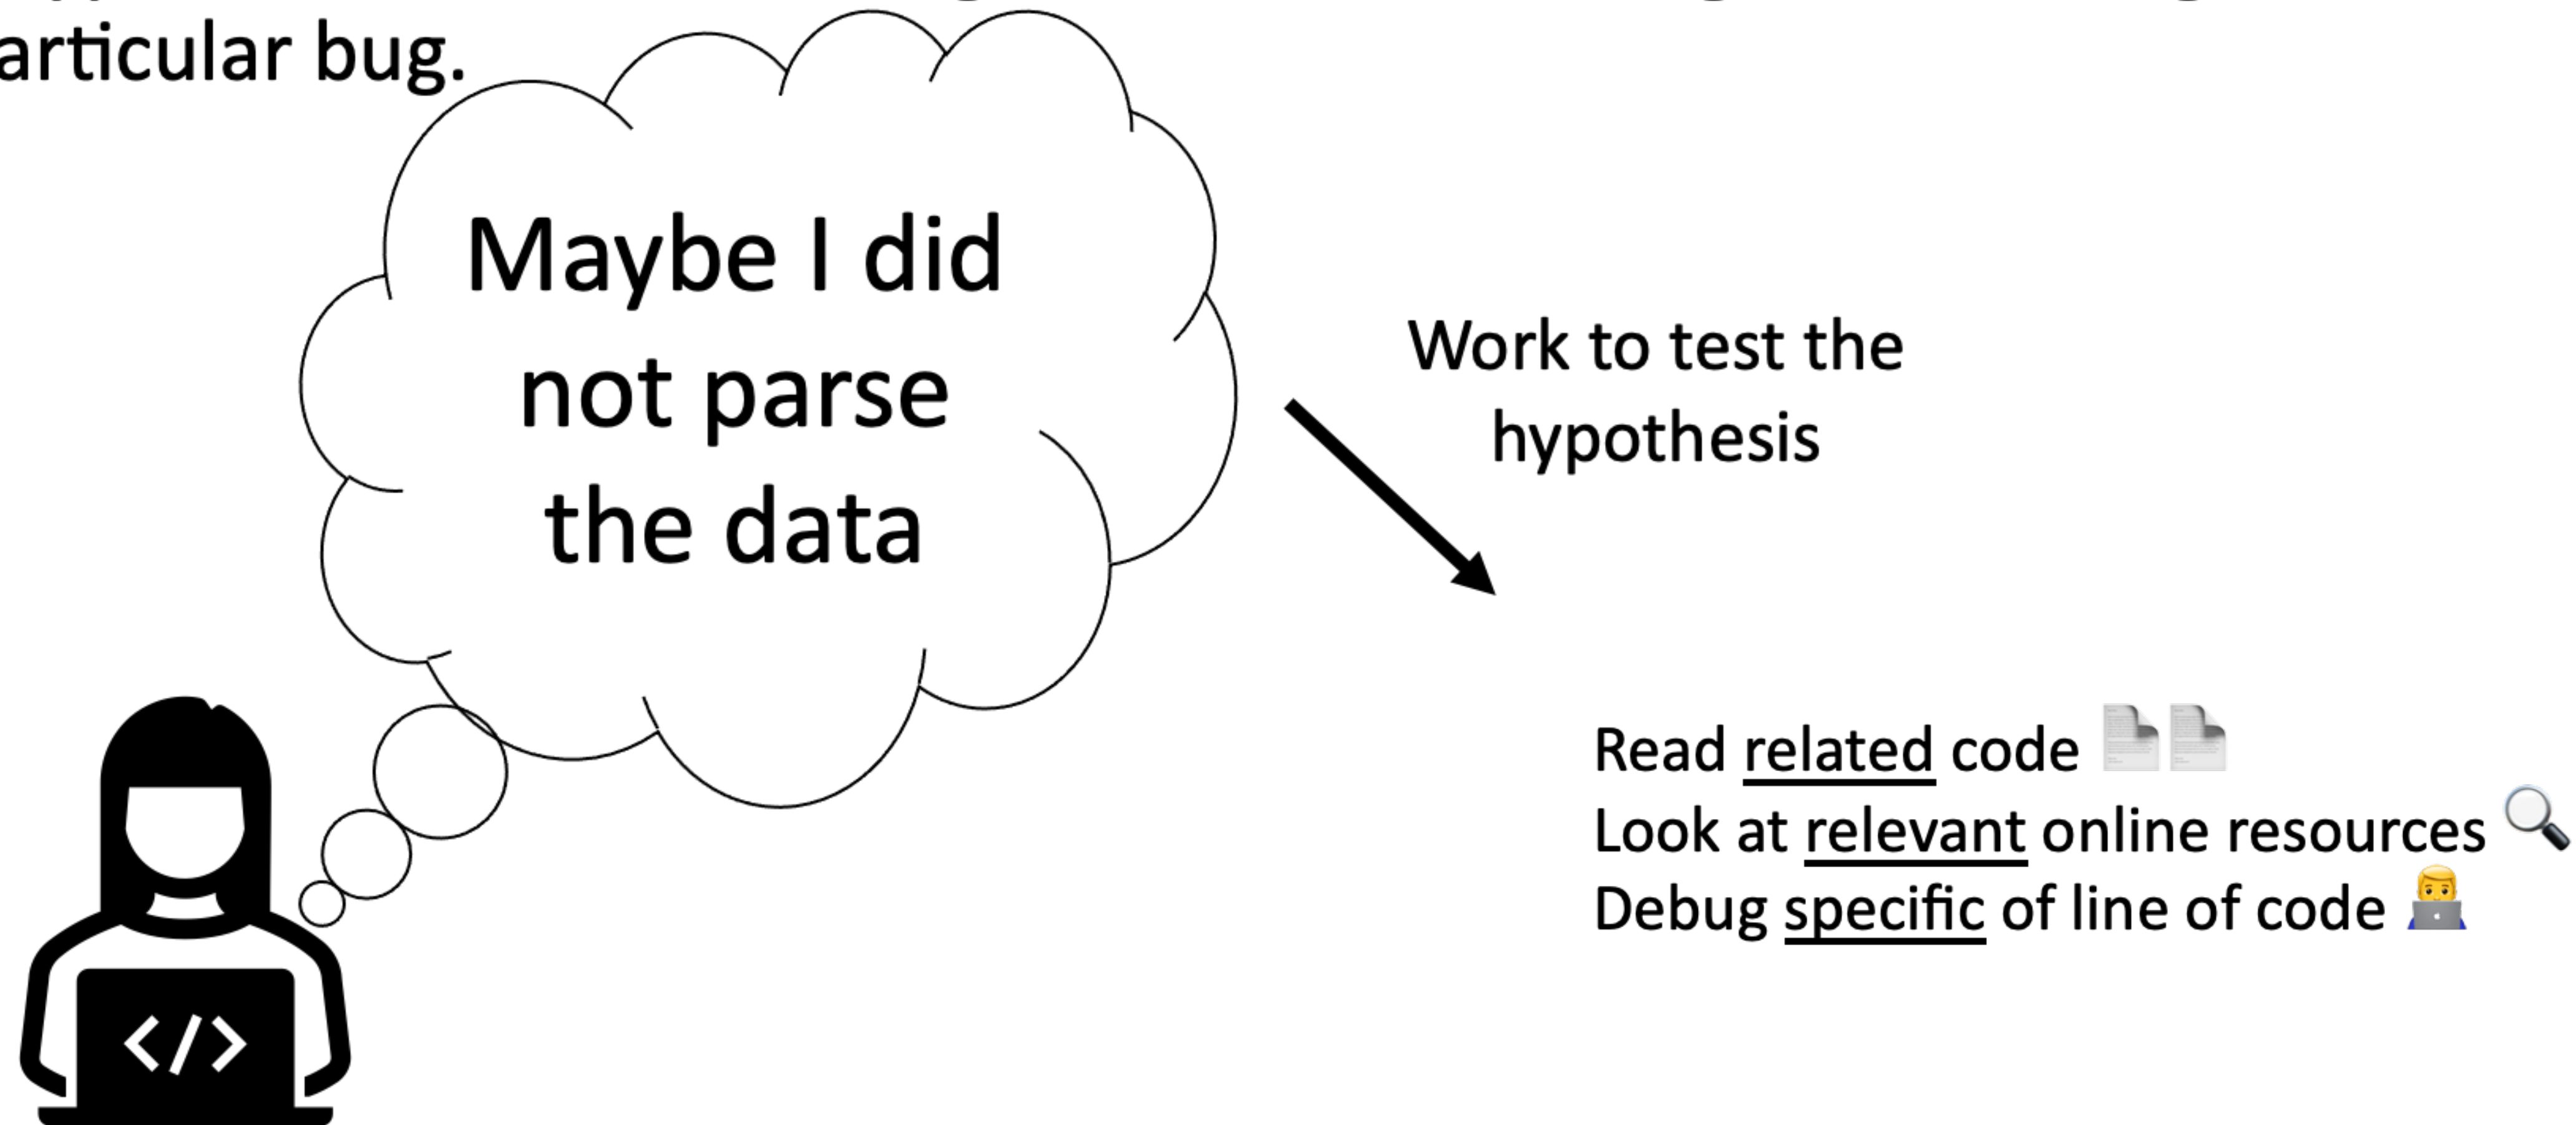 articular bug.
Maybe I did
not parse
the data
Work to test the
hypothesis
Read related code
Look at relevant online resources
Debug specific of line of code
</>